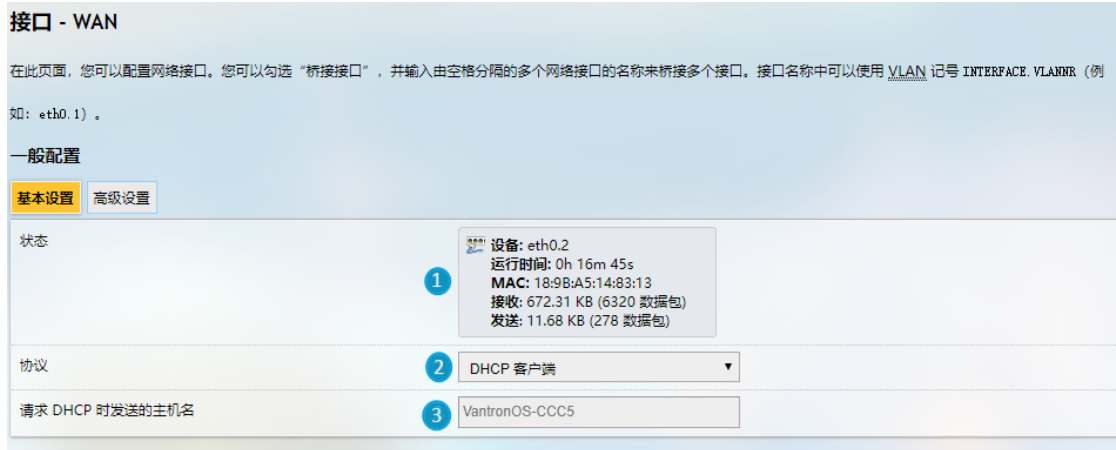 接口 - WAN
在此页面，您可以配置网络接口。您可以勾选“桥接接口”，并输入由空格分隔的多个网络接口的名称来桥接多个接口。接口名称中可以使用 VLAN 记号 INTERFACE.VLANNR（例
如：eth0.1）。
一般配置
基本设置 高级设置
状态
设备: eth0.2
运行时间: 0h 16m 45s
1
MAC: 18:9B:A5:14:83:13
接收: 672.31 KB (6320 数据包)
发送: 11.68 KB (278 数据包)
协议 2 DHCP 客户端
请求 DHCP 时发送的主机名 3 VantronOS-CCC5